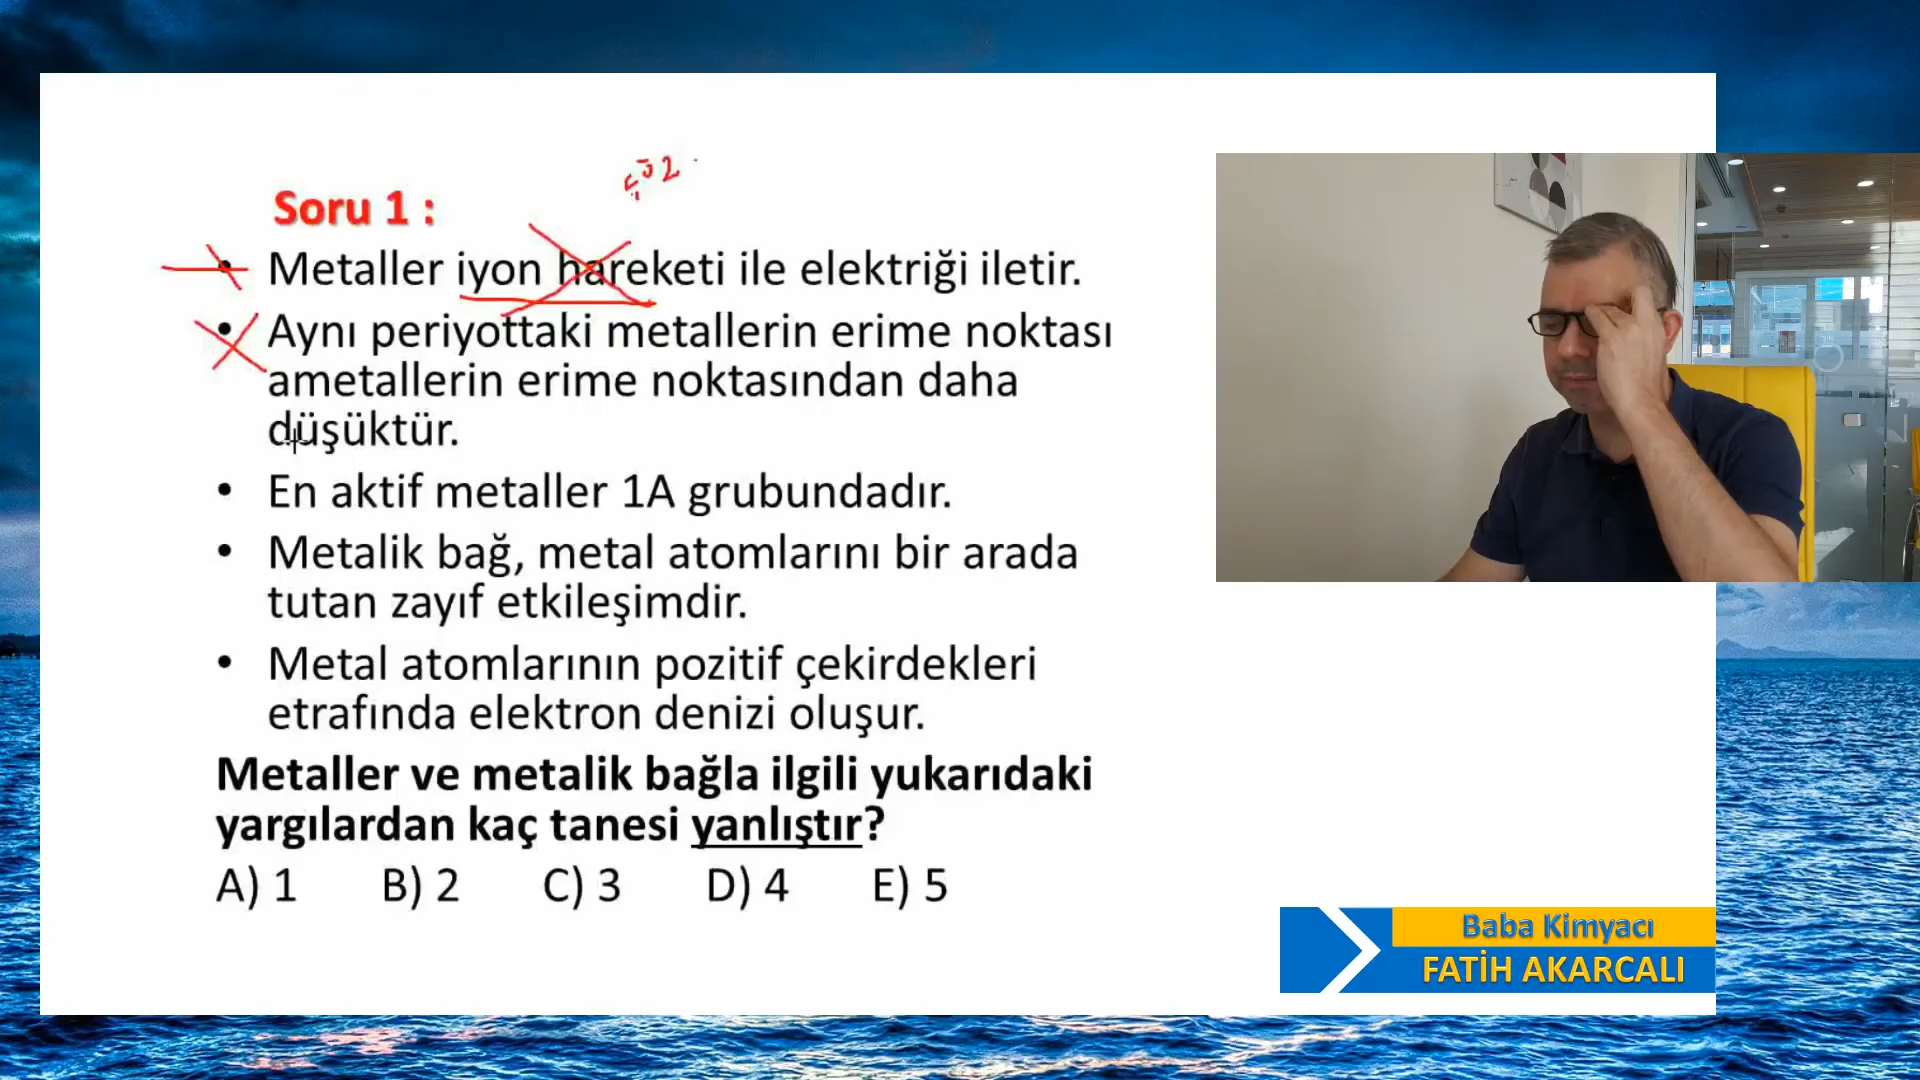 çöz
Soru 1 :
• Metaller iyon hareketi ile elektriği iletir.
• Aynı periyottaki metallerin erime noktası
ametallerin erime noktasından daha
düşüktür.
• En aktif metaller 1A grubundadır.
• Metalik bağ, metal atomlarını bir arada
tutan zayıf etkileşimdir.
• Metal atomlarının pozitif çekirdekleri
etrafında elektron denizi oluşur.
Metaller ve metalik bağla ilgili yukarıdaki
yargılardan kaç tanesi yanlıştır?
A) 1 B) 2 C) 3 D) 4 E) 5
Baba Kimyacı
FATİH AKARCALI